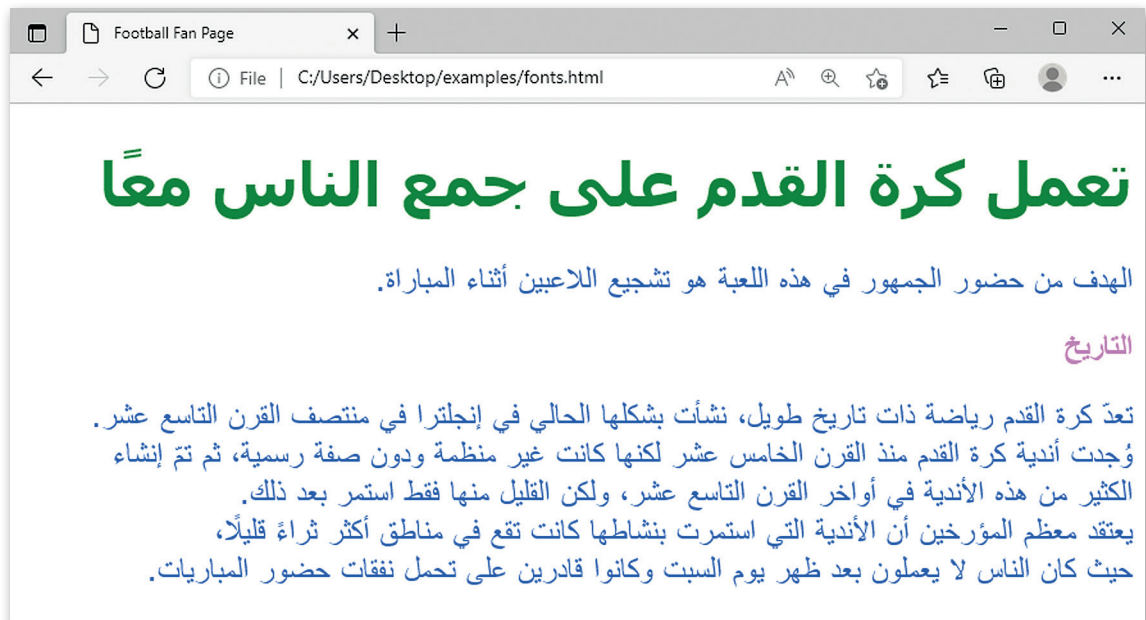 Football Fan Page
File | C:/Users/Desktop/examples/fonts.html
تعمل كرة القدم على جمع الناس معًا
الهدف من حضور الجمهور في هذه اللعبة هو تشجيع اللاعبين أثناء المباراة.
التاريخ
تعدّ كرة القدم رياضة ذات تاريخ طويل، نشأت بشكلها الحالي في إنجلترا في منتصف القرن التاسع عشر.
وُجدت أندية كرة القدم منذ القرن الخامس عشر لكنها كانت غير منظمة ودون صفة رسمية، ثم تمّ إنشاء
الكثير من هذه الأندية في أواخر القرن التاسع عشر، ولكن القليل منها فقط استمر بعد ذلك.
يعتقد معظم المؤرخين أن الأندية التي استمرت بنشاطها كانت تقع في مناطق أكثر ثراءً قليلًا،
حيث كان الناس لا يعملون بعد ظهر يوم السبت وكانوا قادرين على تحمل نفقات حضور المباريات.